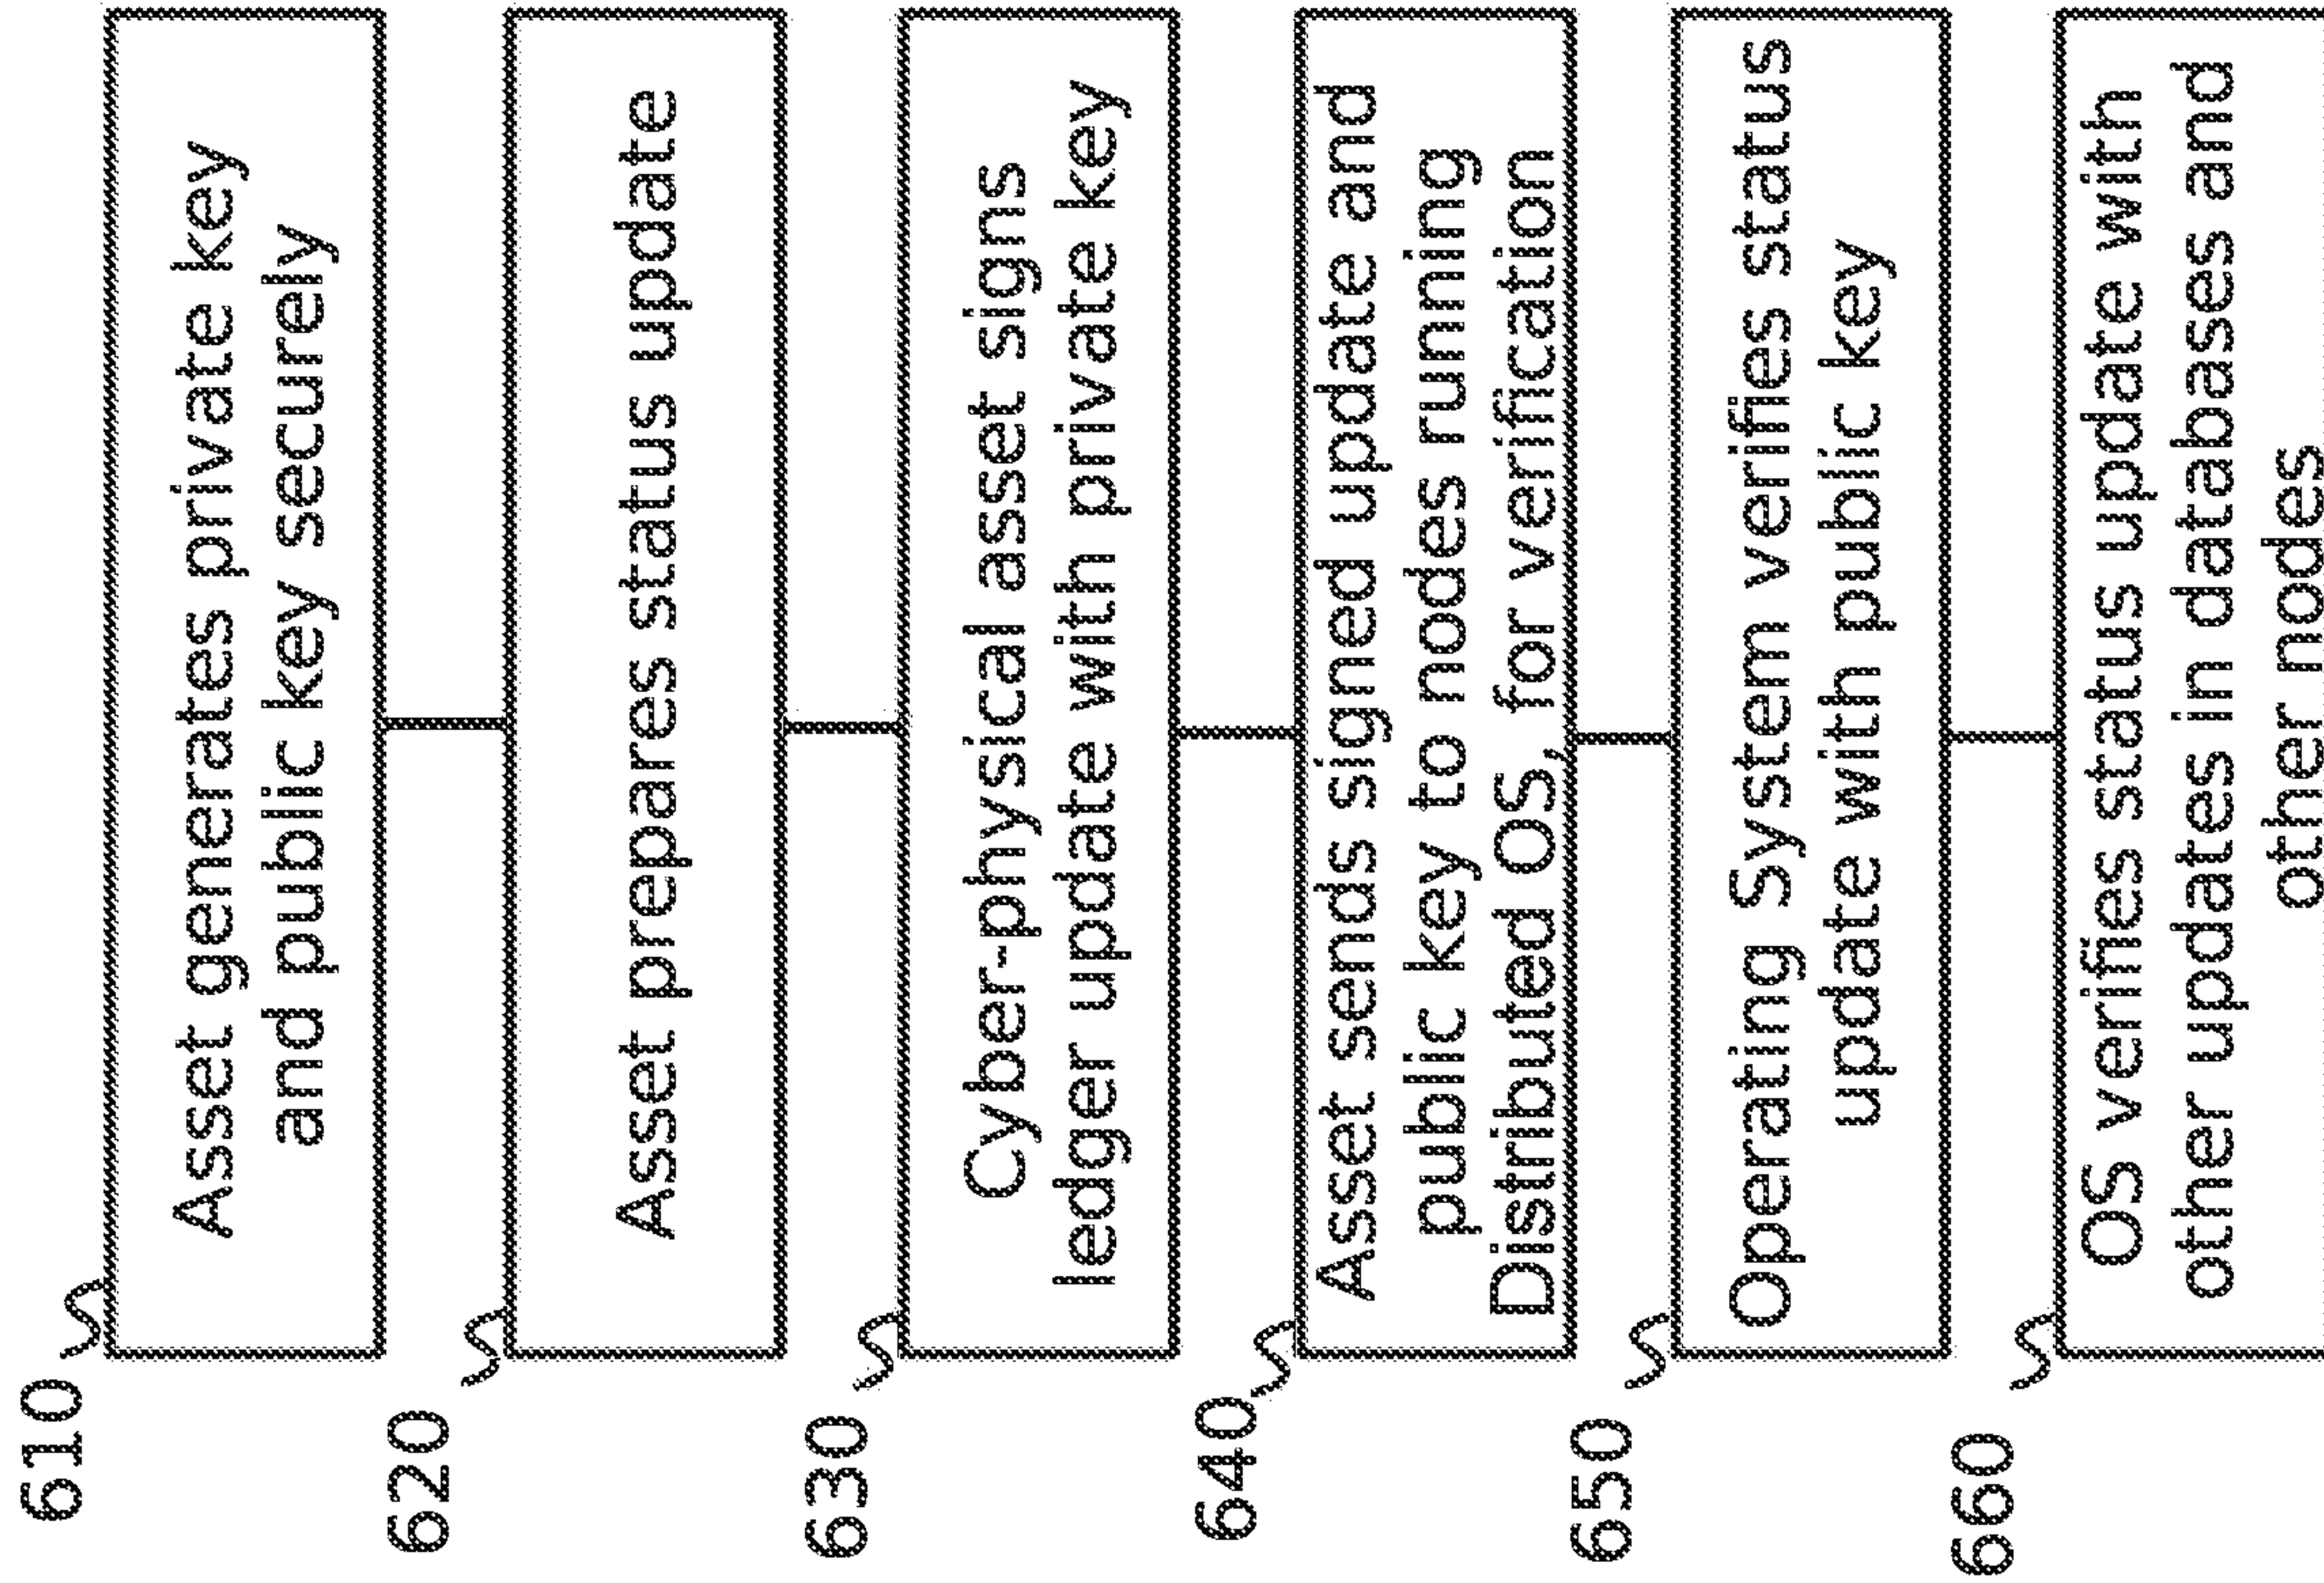 610
Asset generates private key
and public key securely
620
Asset prepares status update
630
Cyber-physical asset signs
ledger update with private key
640
Asset sends signed update and
public key to nodes running
Distributed OS, for verification
650
Operating System verifies status
update with public key
660
OS verifies status update with
other updates in databases and
other nodes